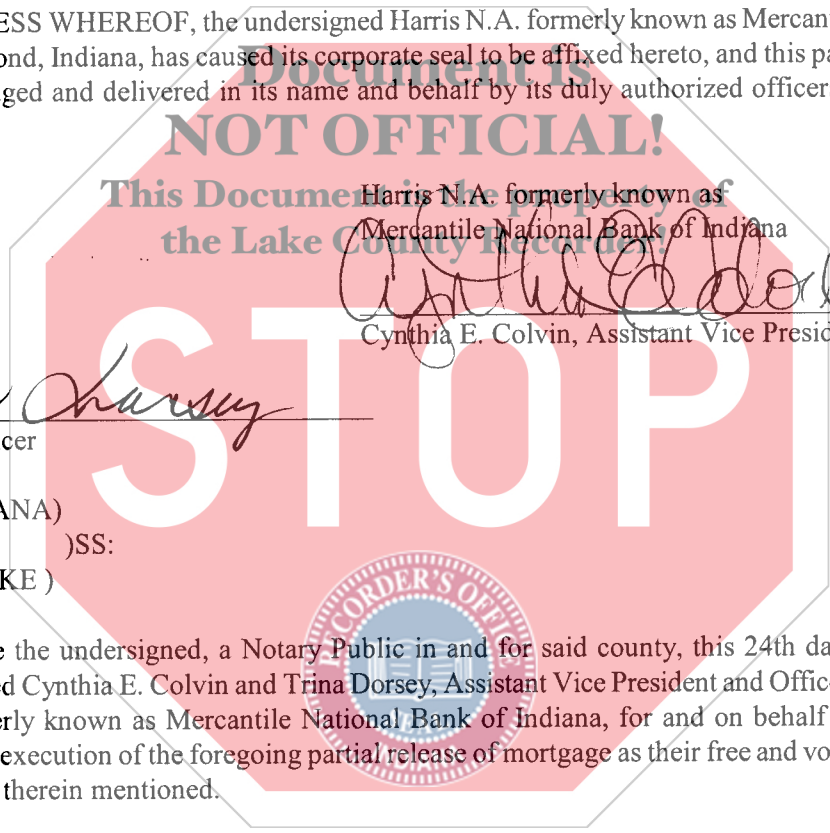 ESS WHEREOF, the undersigned Harris N.A. formerly known as Mercan
ond, Indiana, has caused its corporate seal to be affixed hereto, and this pa
ged and delivered in its name and behalf by its duly authorized officer
Document is
NOT OFFICIAL!
This Document is the property of
the Lake County Recorder!
Harris N.A. formerly known as
Mercantile National Bank of Indiana
Cynthia E. Colv
Cynthia E. Colvin, Assistant Vice Presid
STOP
Dorsey
cer
ANA)
)SS:
KE )
RECORDER'S OFFICE
e the undersigned, a Notary Public in and for said county, this 24th da
d Cynthia E. Colvin and Trina Dorsey, Assistant Vice President and Office
erly known as Mercantile National Bank of Indiana, for and on behalf
execution of the foregoing partial release of mortgage as their free and vo
therein mentioned.
INDIANA